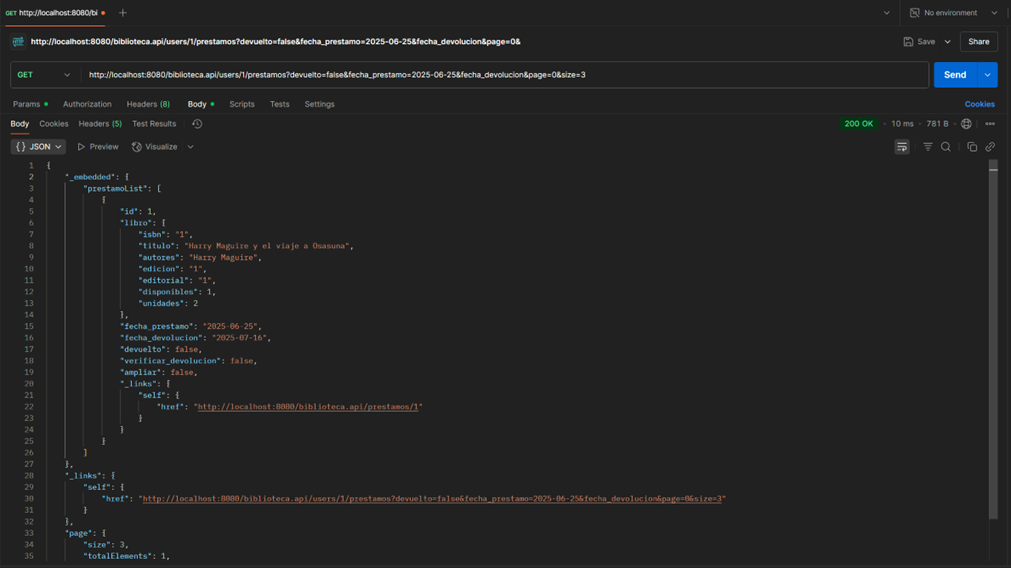 GET http://localhost:8080/bi
No environment
HTTP http://localhost:8080/biblioteca.api/users/1/prestamos?devuelto=false&fecha_prestamo=2025-06-25&fecha_devolucion&page=0&
Save
Share
GET http://localhost:8080/biblioteca.api/users/1/prestamos?devuelto=false&fecha_prestamo=2025-06-25&fecha_devolucion&page=0&size=3
Send
Params Authorization Headers (8) Body Scripts Tests Settings Cookies
Body Cookies Headers (5) Test Results 200 OK 10 ms 781 B
{} JSON Preview Visualize
1 {
2 "_embedded": {
3 "prestamoList": [
4 {
5 "id": 1,
6 "libro": {
7 "isbn": "1",
8 "titulo": "Harry Maguire y el viaje a Osasuna",
9 "autores": "Harry Maguire",
10 "edicion": "1",
11 "editorial": "1",
12 "disponibles": 1,
13 "unidades": 2
14 },
15 "fecha_prestamo": "2025-06-25",
16 "fecha_devolucion": "2025-07-16",
17 "devuelto": false,
18 "verificar_devolucion": false,
19 "ampliar": false,
20 "_links": {
21 "self": {
22 "href": "http://localhost:8080/biblioteca.api/prestamos/1"
23 }
24 }
25 }
26 ]
27 },
28 "_links": {
29 "self": {
30 "href": "http://localhost:8080/biblioteca.api/users/1/prestamos?devuelto=false&fecha_prestamo=2025-06-25&fecha_devolucion&page=0&size=3"
31 }
32 },
33 "page": {
34 "size": 3,
35 "totalElements": 1,